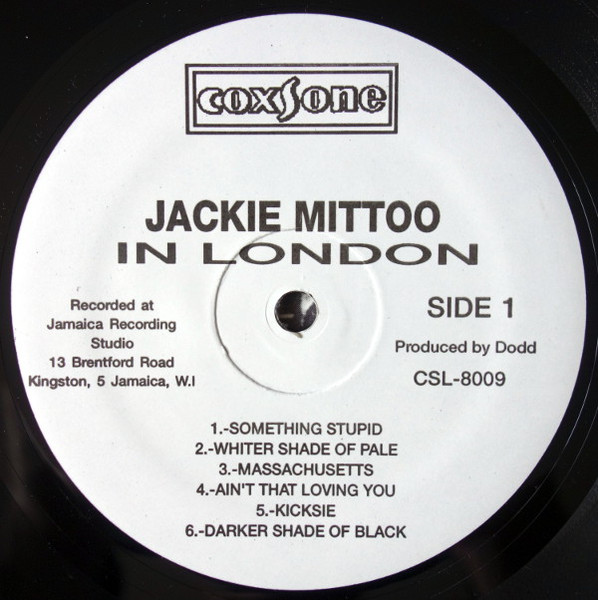 coxsone
JACKIE MITTOO
IN LONDON
Recorded at
Jamaica Recording
Studio
13 Brentford Road
Kingston, 5 Jamaica, W.I
SIDE 1
Produced by Dodd
CSL-8009
1.-SOMETHING STUPID
2.-WHITER SHADE OF PALE
3.-MASSACHUSETTS
4.-AIN'T THAT LOVING YOU
5.-KICKSIE
6.-DARKER SHADE OF BLACK